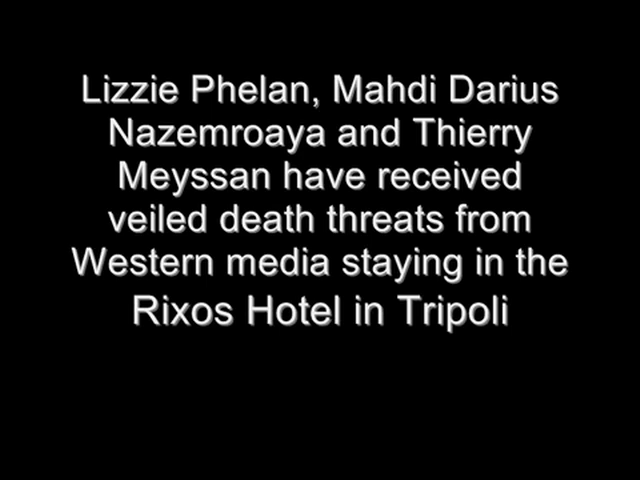 Lizzie Phelan, Mahdi Darius
Nazemroaya and Thierry
Meyssan have received
veiled death threats from
Western media staying in the
Rixos Hotel in Tripoli